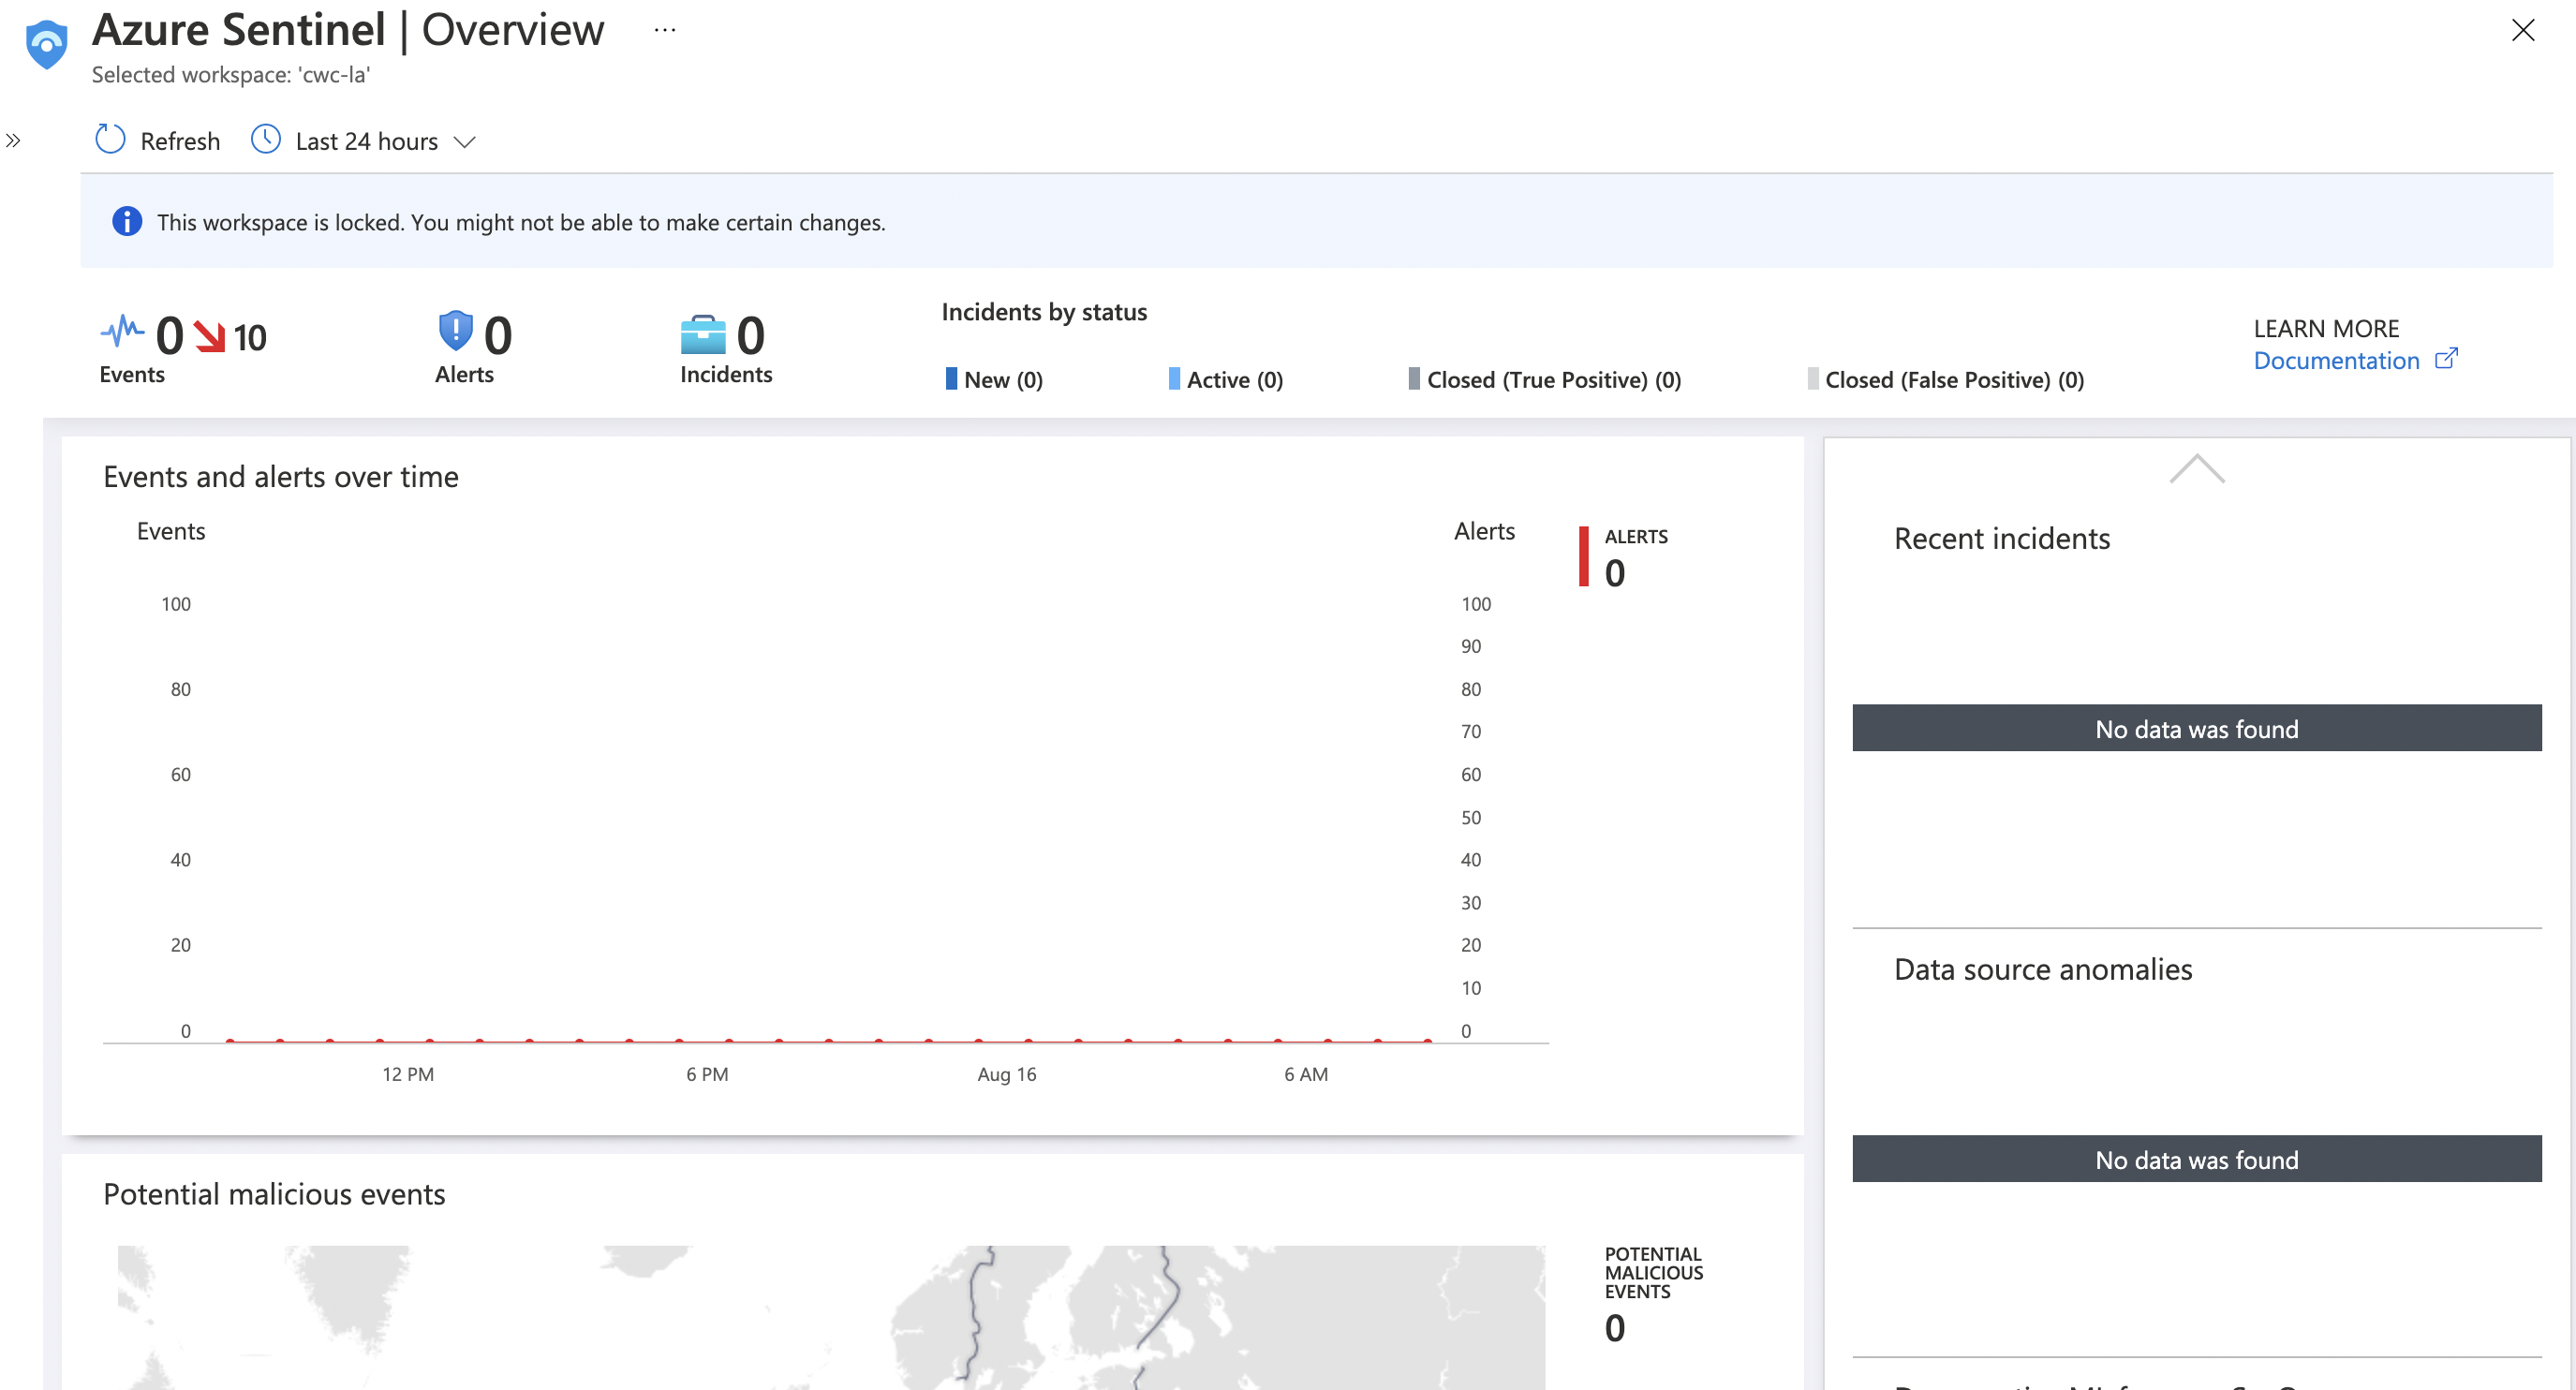 Azure Sentinel | Overview ...
Selected workspace: 'cwc-la'
Refresh Last 24 hours
This workspace is locked. You might not be able to make certain changes.
0 10
Events
0
Alerts
0
Incidents
Incidents by status
New (0) Active (0) Closed (True Positive) (0) Closed (False Positive) (0)
LEARN MORE
Documentation
Events and alerts over time
Events
Alerts
100
80
60
40
20
0
100
90
80
70
60
50
40
30
20
10
0
12 PM 6 PM Aug 16 6 AM
ALERTS
0
Potential malicious events
POTENTIAL
MALICIOUS
EVENTS
0
Recent incidents
No data was found
Data source anomalies
No data was found